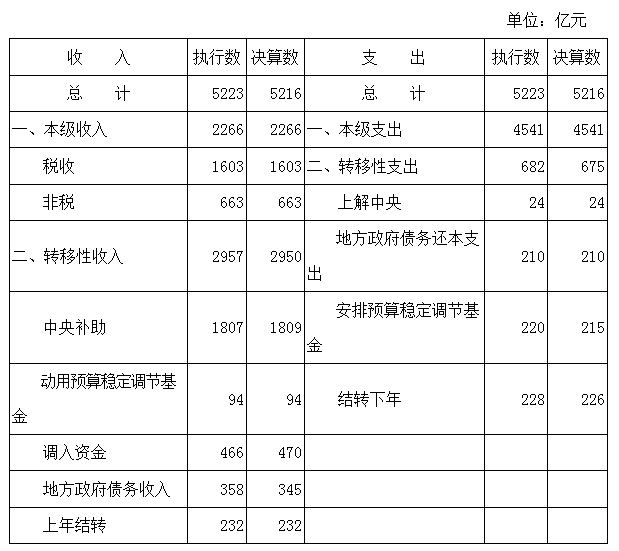 单位：亿元
收 入 执行数 决算数 支 出 执行数 决算数
总 计 5223 5216 总 计 5223 5216
一、本级收入 2266 2266 一、本级支出 4541 4541
税收 1603 1603 二、转移性支出 682 675
非税 663 663 上解中央 24 24
二、转移性收入 2957 2950 地方政府债务还本支
出 210 210
中央补助 1807 1809 安排预算稳定调节基
金 220 215
动用预算稳定调节基
金 94 94 结转下年 228 226
调入资金 466 470
地方政府债务收入 358 345
上年结转 232 232